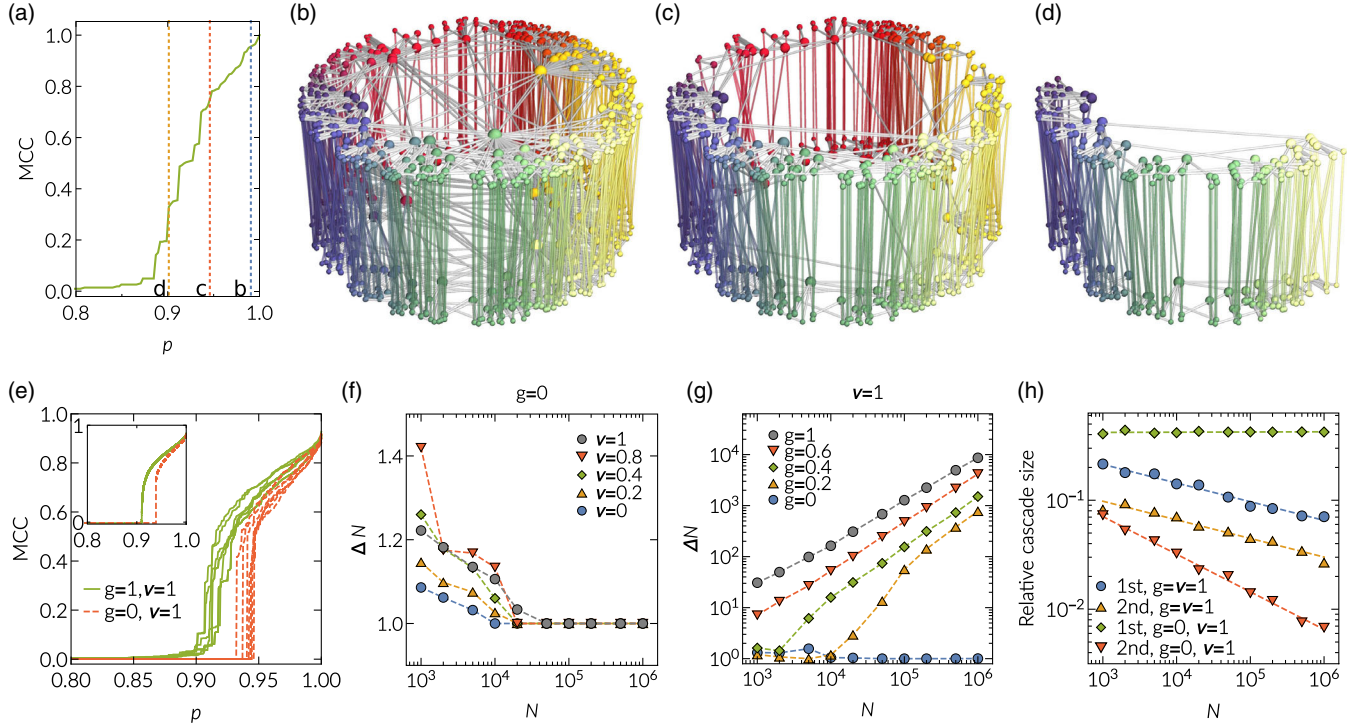 (a)
MCC
1.0
0.8
0.6
0.4
0.2
0.0
d
c
b
0.8
0.9
1.0
p
(b)
(c)
(d)
(e)
MCC
1.0
0.8
0.6
0.4
0.2
0.0
1
0
0.8
0.9
1.0
g=1, v=1
g=0, v=1
0.80
0.85
0.90
0.95
1.00
p
(f)
g=0
ΔN
1.4
1.2
1.0
v=1
v=0.8
v=0.4
v=0.2
v=0
10³
10⁴
10⁵
10⁶
N
(g)
v=1
ΔN
10⁴
10³
10²
10¹
10⁰
g=1
g=0.6
g=0.4
g=0.2
g=0
10³
10⁴
10⁵
10⁶
N
(h)
Relative cascade size
10⁻¹
10⁻²
1st, g=v=1
2nd, g=v=1
1st, g=0, v=1
2nd, g=0, v=1
10³
10⁴
10⁵
10⁶
N